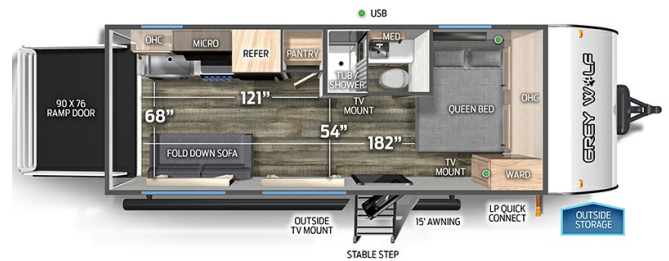 USB
OHC
MICRO
REFER
PANTRY
MED
TUB /
SHOWER
TV
MOUNT
QUEEN BED
OHC
GREY WOLF
90 X 76
RAMP DOOR
121"
68"
54"
182"
FOLD DOWN SOFA
TV
MOUNT
WARD
OUTSIDE
TV MOUNT
15' AWNING
LP QUICK
CONNECT
OUTSIDE
STORAGE
STABLE STEP